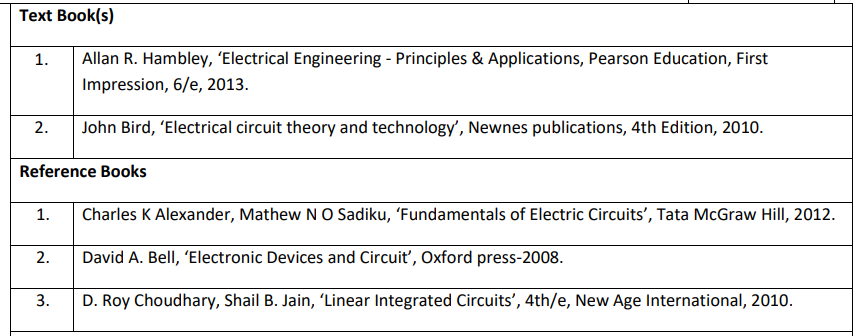 Text Book(s)
1. Allan R. Hambley, ‘Electrical Engineering - Principles & Applications, Pearson Education, First
Impression, 6/e, 2013.
2. John Bird, ‘Electrical circuit theory and technology’, Newnes publications, 4th Edition, 2010.
Reference Books
1. Charles K Alexander, Mathew N O Sadiku, ‘Fundamentals of Electric Circuits’, Tata McGraw Hill, 2012.
2. David A. Bell, ‘Electronic Devices and Circuit’, Oxford press-2008.
3. D. Roy Choudhary, Shail B. Jain, ‘Linear Integrated Circuits’, 4th/e, New Age International, 2010.